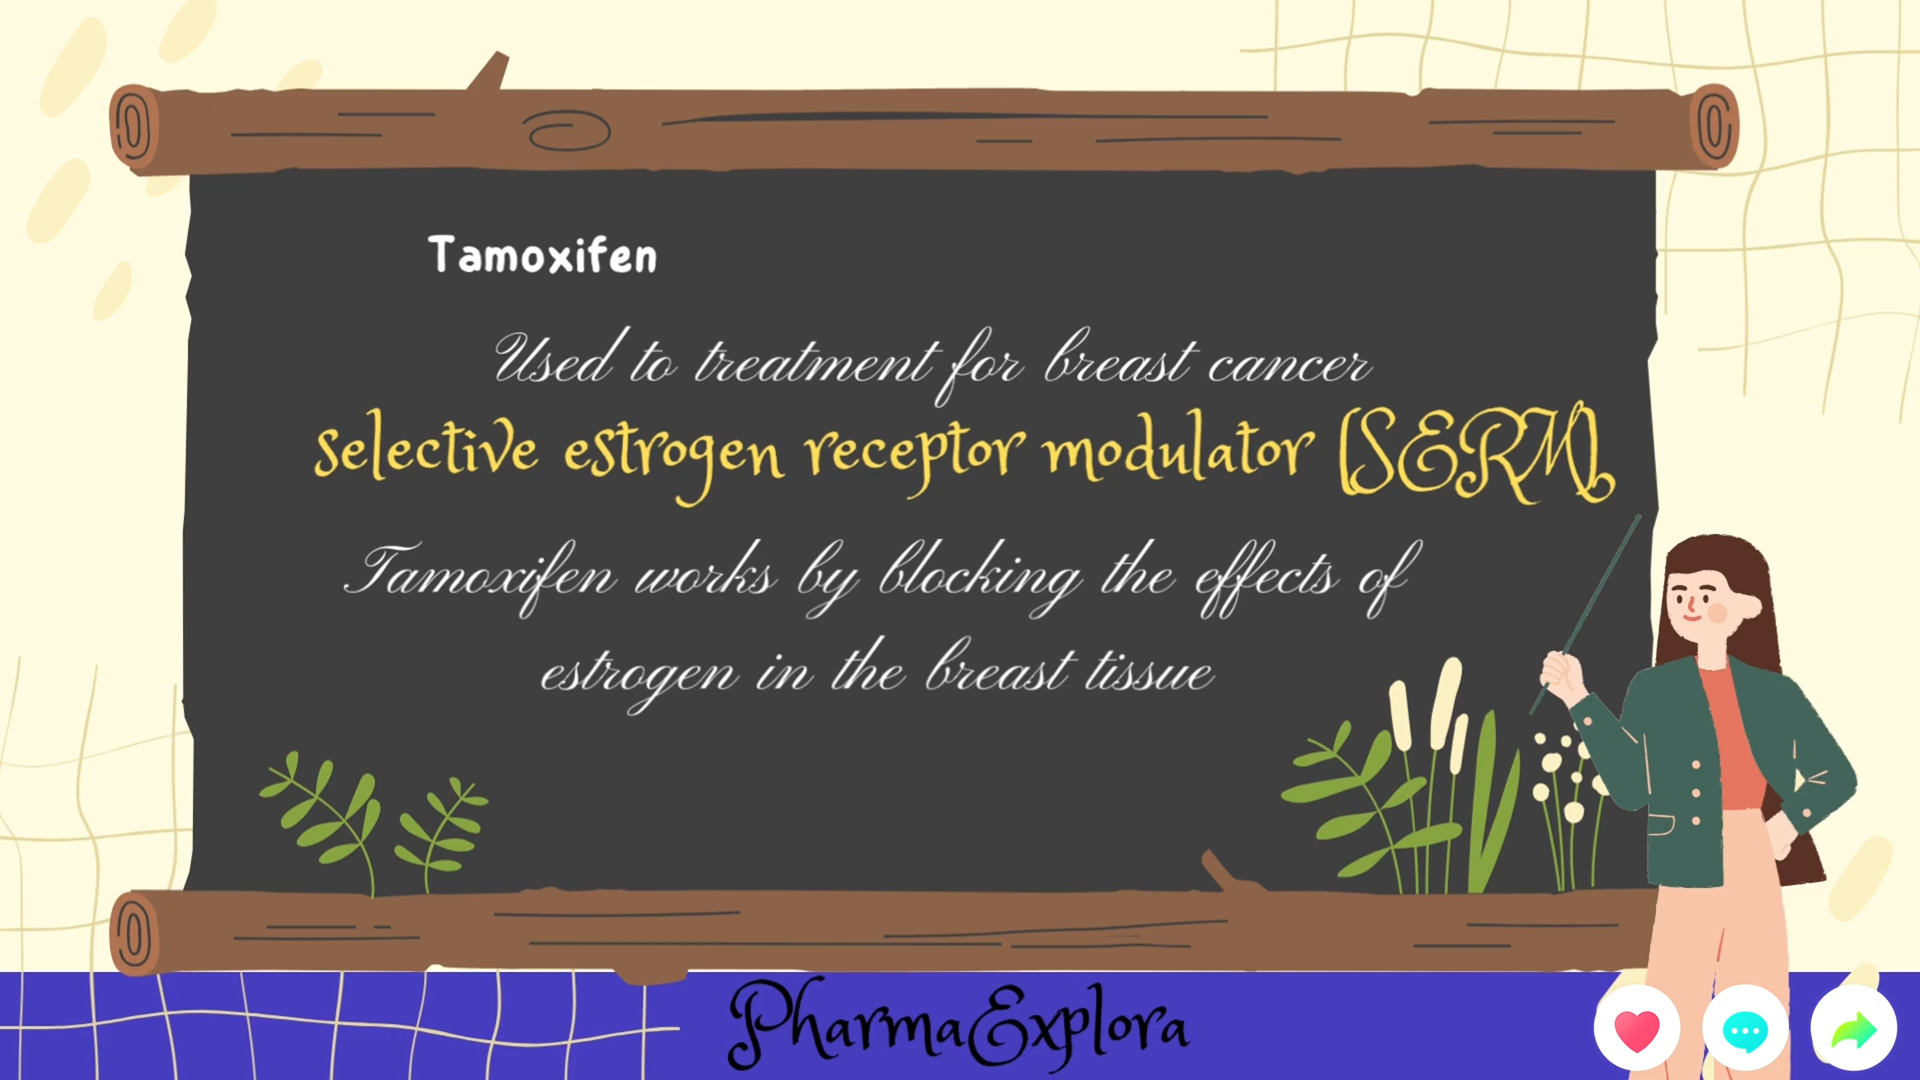 Tamoxifen
Used to treatment for breast cancer
selective estrogen receptor modulator (SERM),
Tamoxifen works by blocking the effects of
estrogen in the breast tissue
PharmaExplora